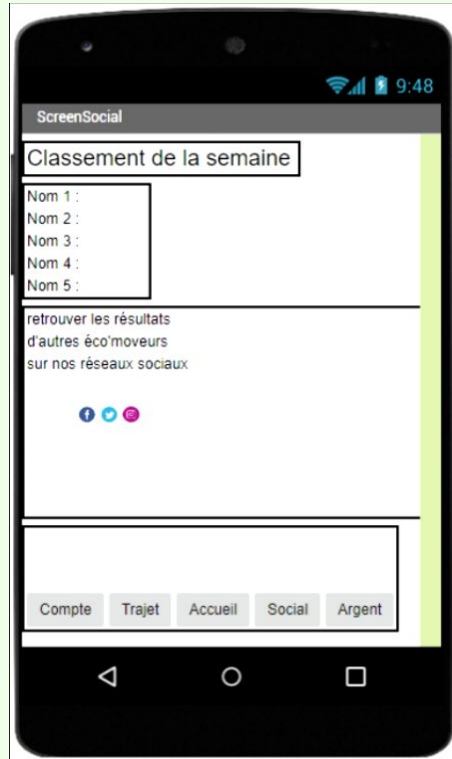 9:48
ScreenSocial
Classement de la semaine
Nom 1 :
Nom 2 :
Nom 3 :
Nom 4 :
Nom 5 :
retrouver les résultats
d'autres éco'moveurs
sur nos réseaux sociaux
Compte Trajet Accueil Social Argent